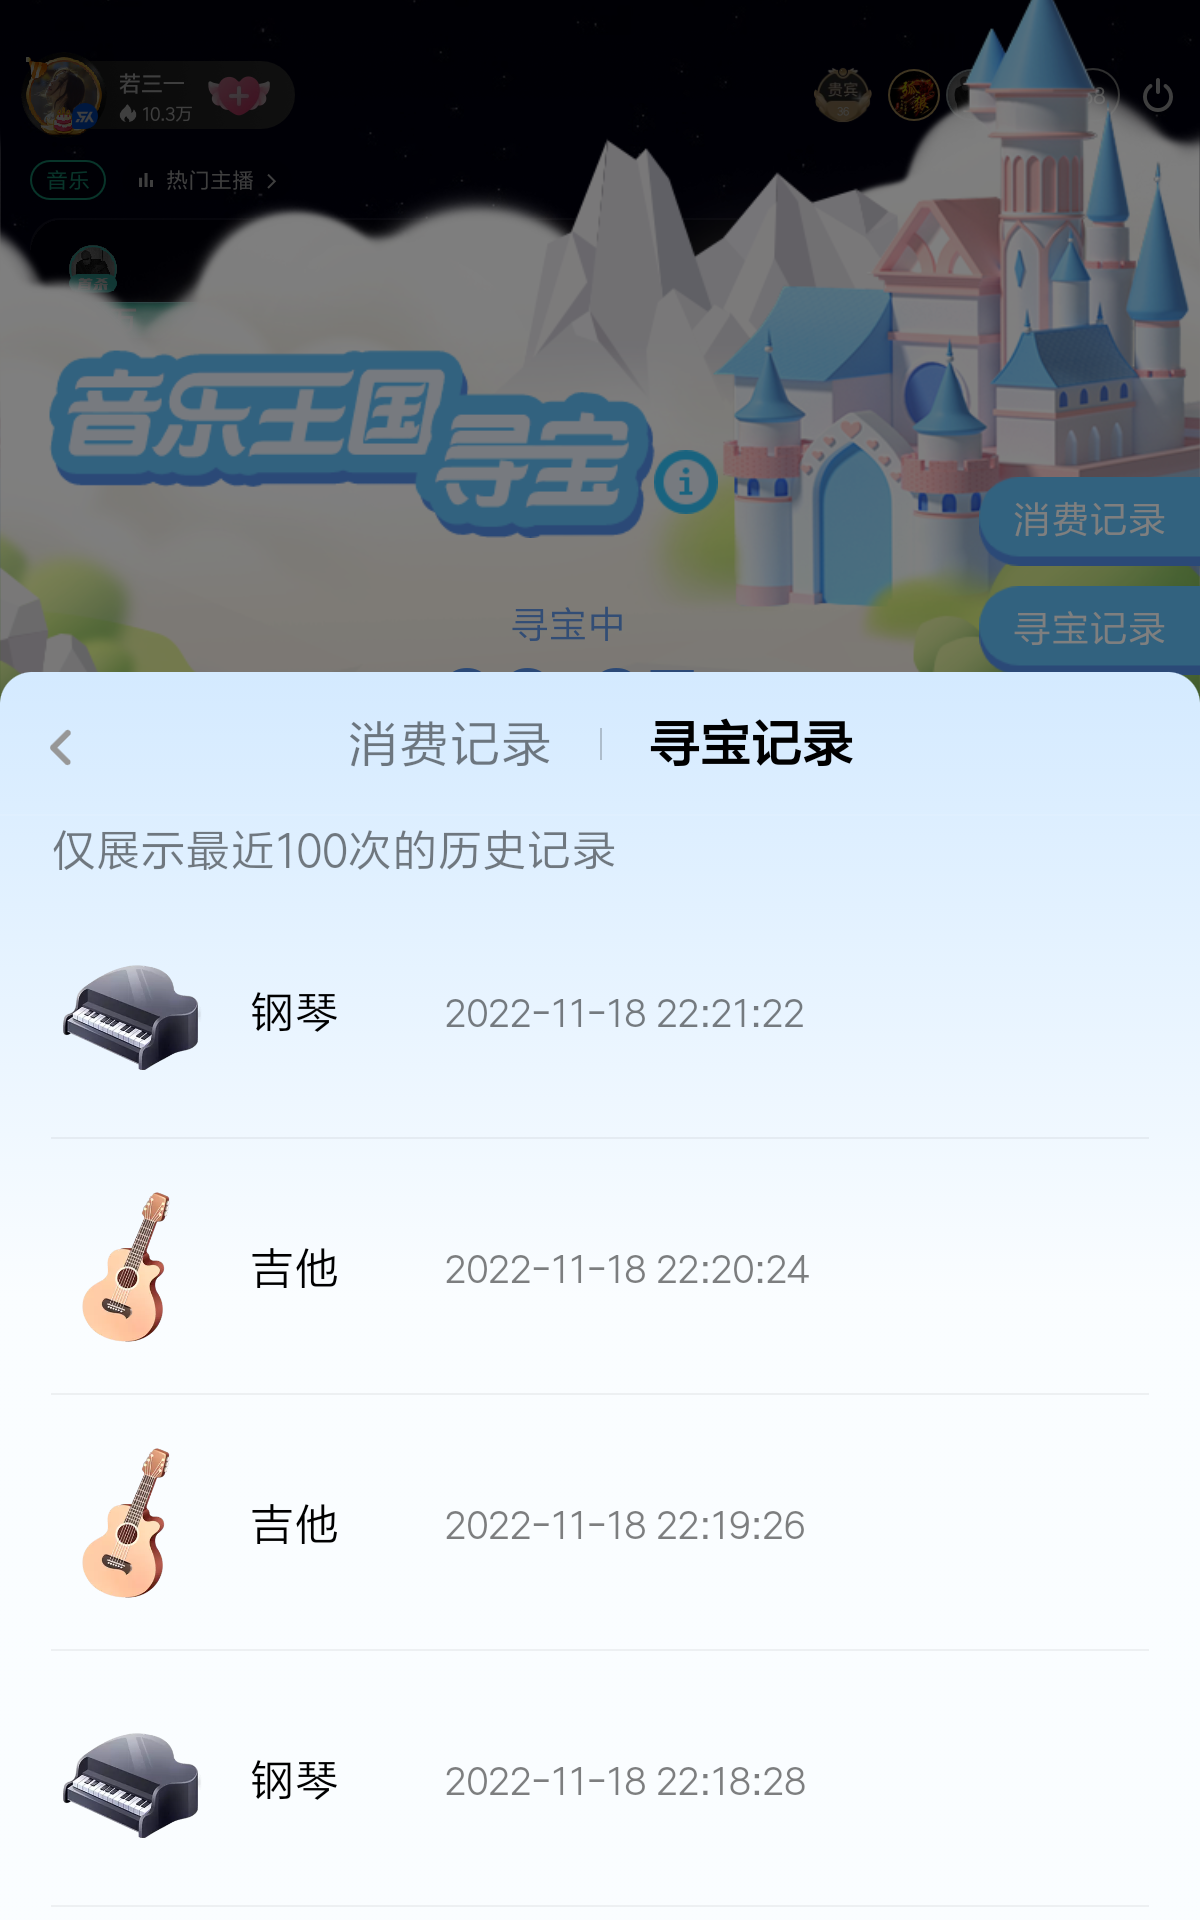 若三一
10.3万
贵宾
音乐
热门主播
音乐王国
寻宝
消费记录
寻宝记录
寻宝中
消费记录
寻宝记录
仅展示最近100次的历史记录
钢琴
2022-11-18 22:21:22
吉他
2022-11-18 22:20:24
吉他
2022-11-18 22:19:26
钢琴
2022-11-18 22:18:28